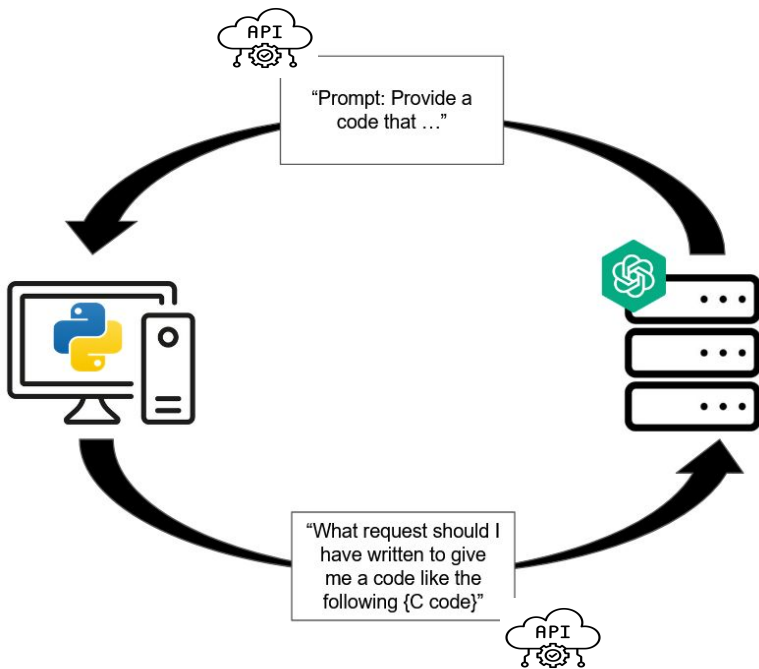 API
“Prompt: Provide a
code that …”
“What request should I
have written to give
me a code like the
following {C code}”
API